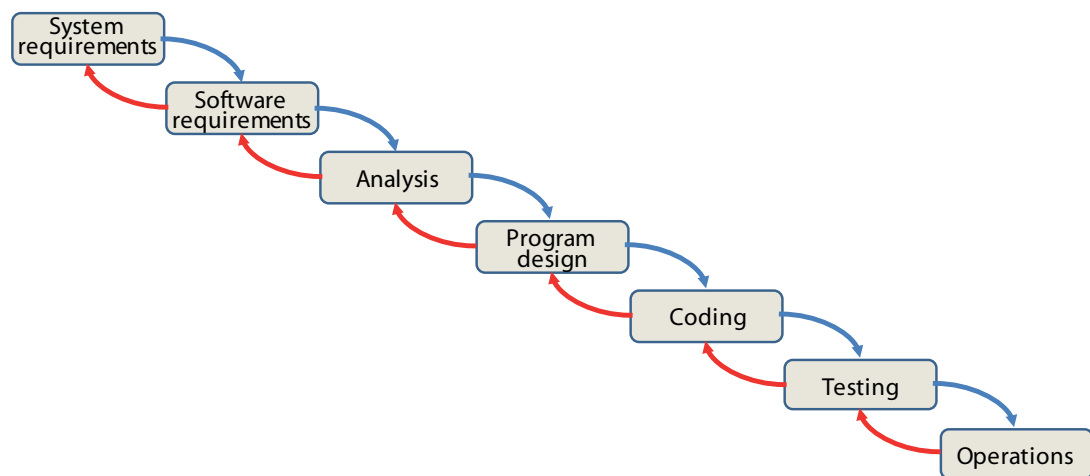 System
requirements
Software
requirements
Analysis
Program
design
Coding
Testing
Operations